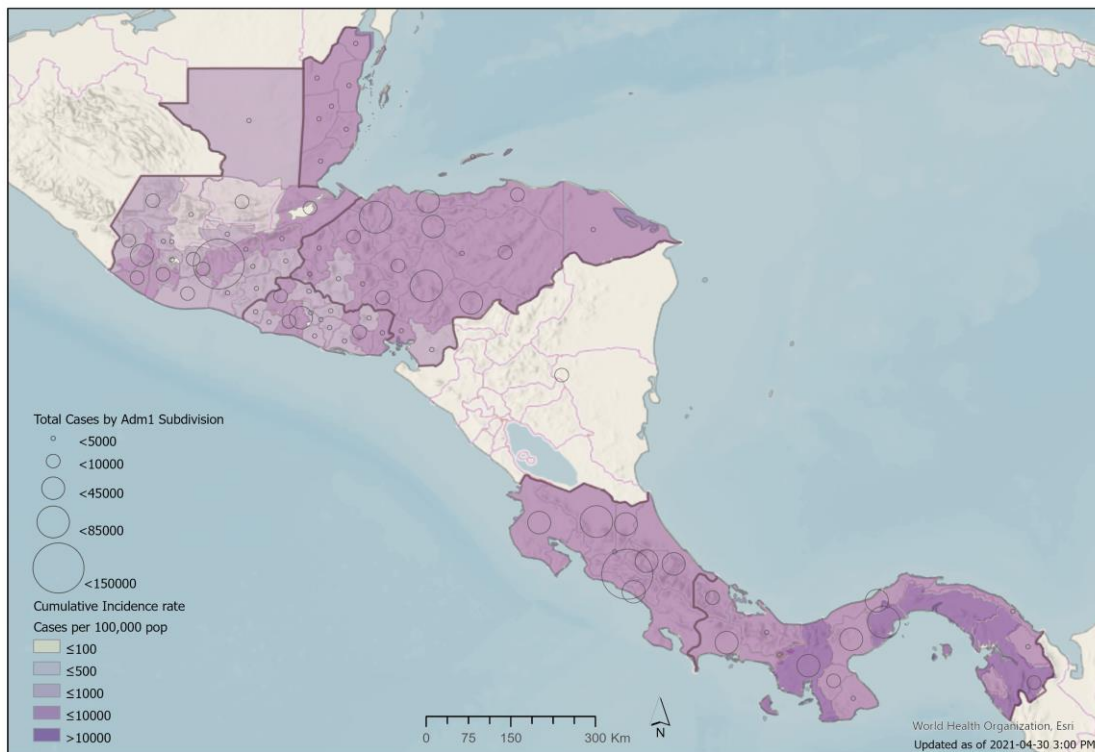 Total Cases by Adm1 Subdivision
<5000
<10000
<45000
<85000
<150000
Cumulative Incidence rate
Cases per 100,000 pop
≤100
≤500
≤1000
≤10000
>10000
0 75 150 300 Km
N
World Health Organization, Esri
Updated as of 2021-04-30 3:00 PM